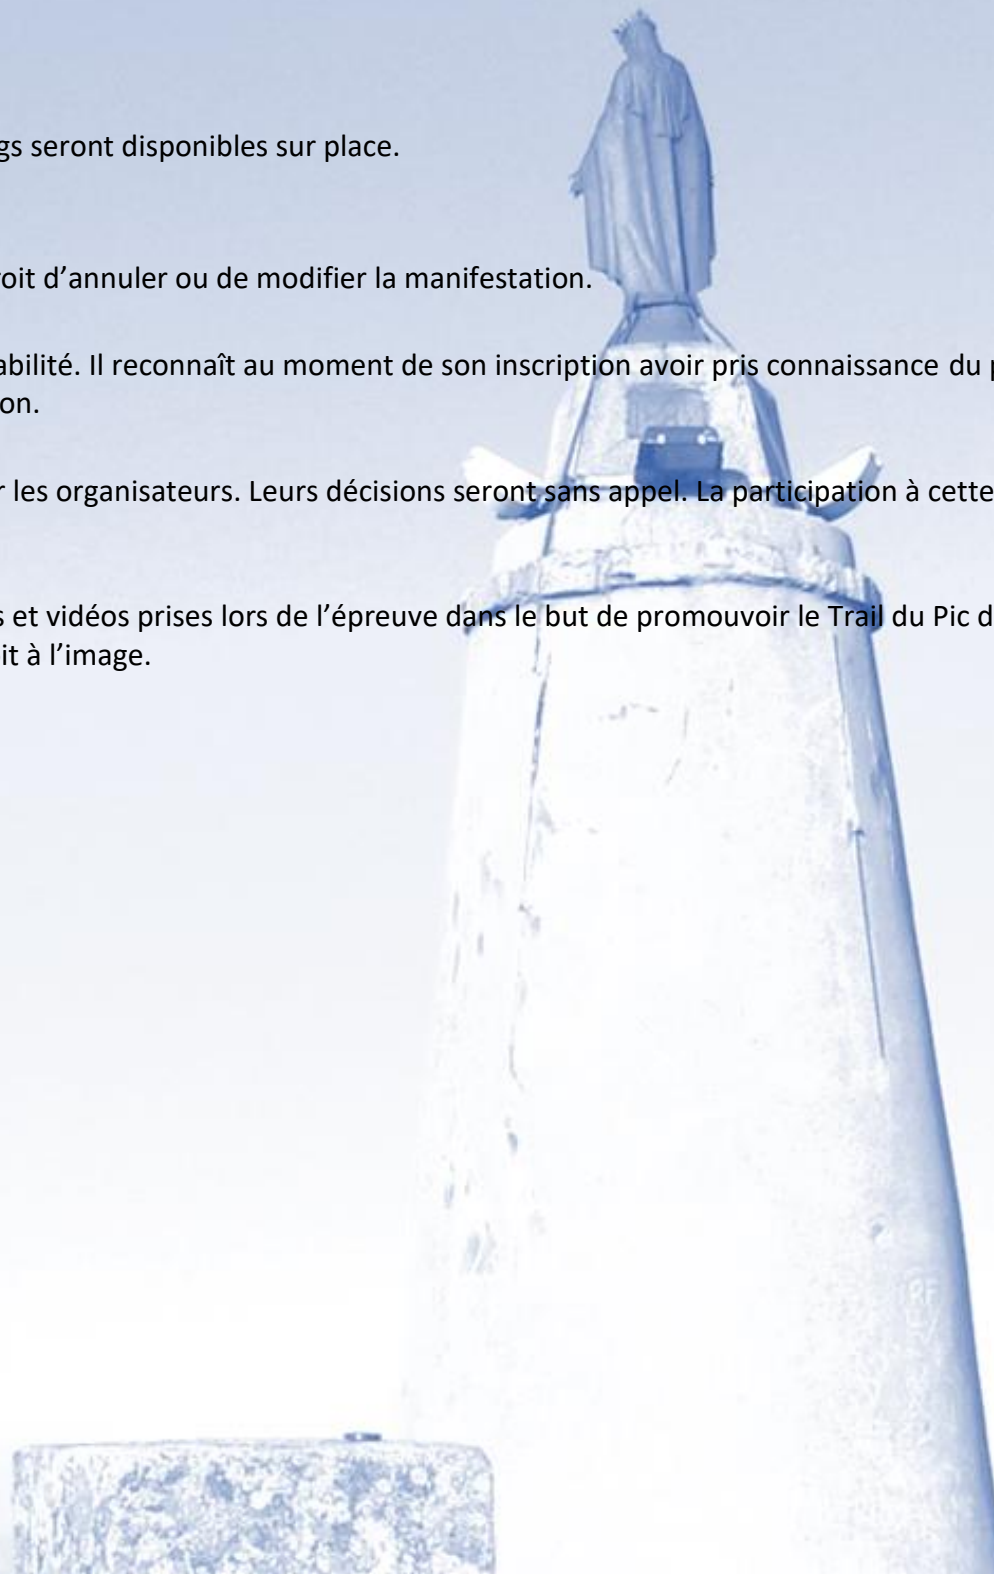 gs seront disponibles sur place.
roit d’annuler ou de modifier la manifestation.
abilité. Il reconnaît au moment de son inscription avoir pris connaissance du p
on.
r les organisateurs. Leurs décisions seront sans appel. La participation à cette
s et vidéos prises lors de l’épreuve dans le but de promouvoir le Trail du Pic d
it à l’image.
RF